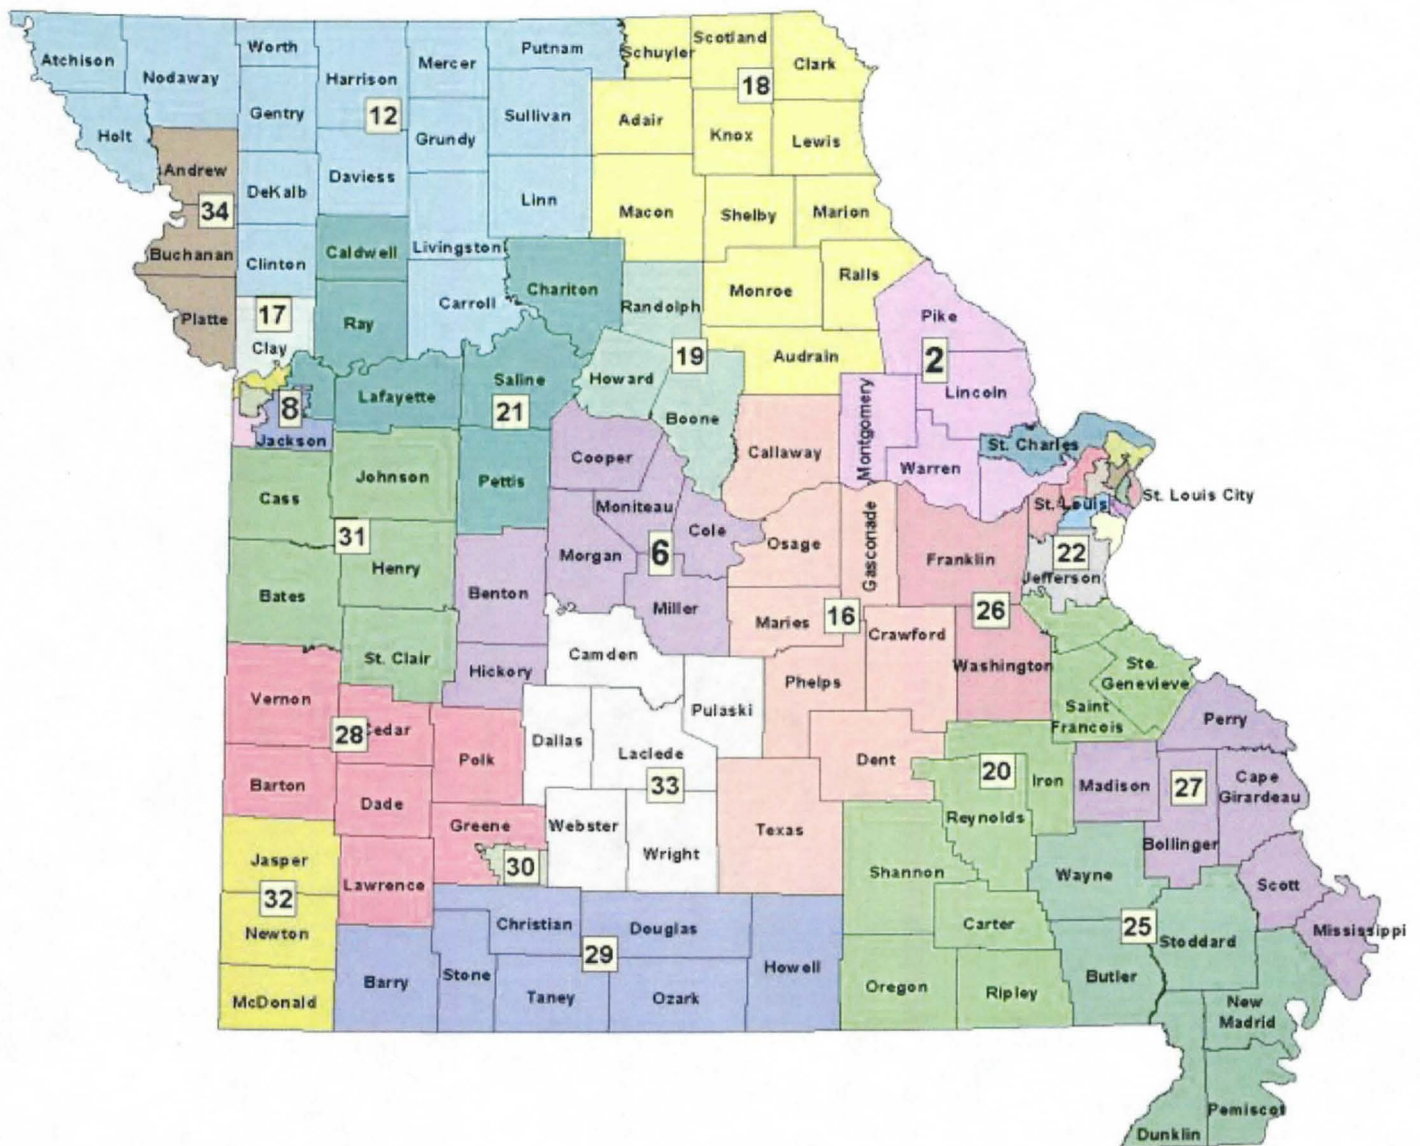 Atchison
Nodaway
Worth
Harrison
Mercer
Putnam
Schuyler
Scotland
Clark
18
Gentry
12
Sullivan
Adair
Knox
Lewis
Holt
Grundy
Andrew
Daviess
DeKalb
34
Linn
Macon
Shelby
Marion
Buchanan
Clinton
Caldwell
Livingston
Chariton
Randolph
Monroe
Ralls
Platte
17
Carroll
Ray
Pike
Clay
19
Audrain
2
Howard
Saline
Lafayette
8
21
Boone
Lincoln
Jackson
Montgomery
St. Charles
Callaway
Cooper
Warren
Johnson
Pettis
Cass
Moniteau
St. Louis
St. Louis City
Cole
31
Osage
Gasconade
6
Morgan
Franklin
22
Jefferson
Henry
Bates
Benton
Miller
Maries
16
26
Crawford
St. Clair
Camden
Hickory
Phelps
Washington
Ste.
Genevieve
Vernon
Pulaski
Saint
Francois
Perry
28
Cedar
Dallas
Laclede
Polk
Dent
20
Iron
Madison
27
Cape
Girardeau
Barton
33
Dade
Greene
Webster
Texas
Reynolds
Bollinger
Jasper
30
Wright
Shannon
Wayne
Lawrence
Scott
32
Christian
Douglas
Carter
25
Mississippi
Newton
29
Stoddard
Barry
Stone
Howell
Butler
McDonald
Taney
Ozark
Oregon
Ripley
New
Madrid
Pemiscot
Dunklin